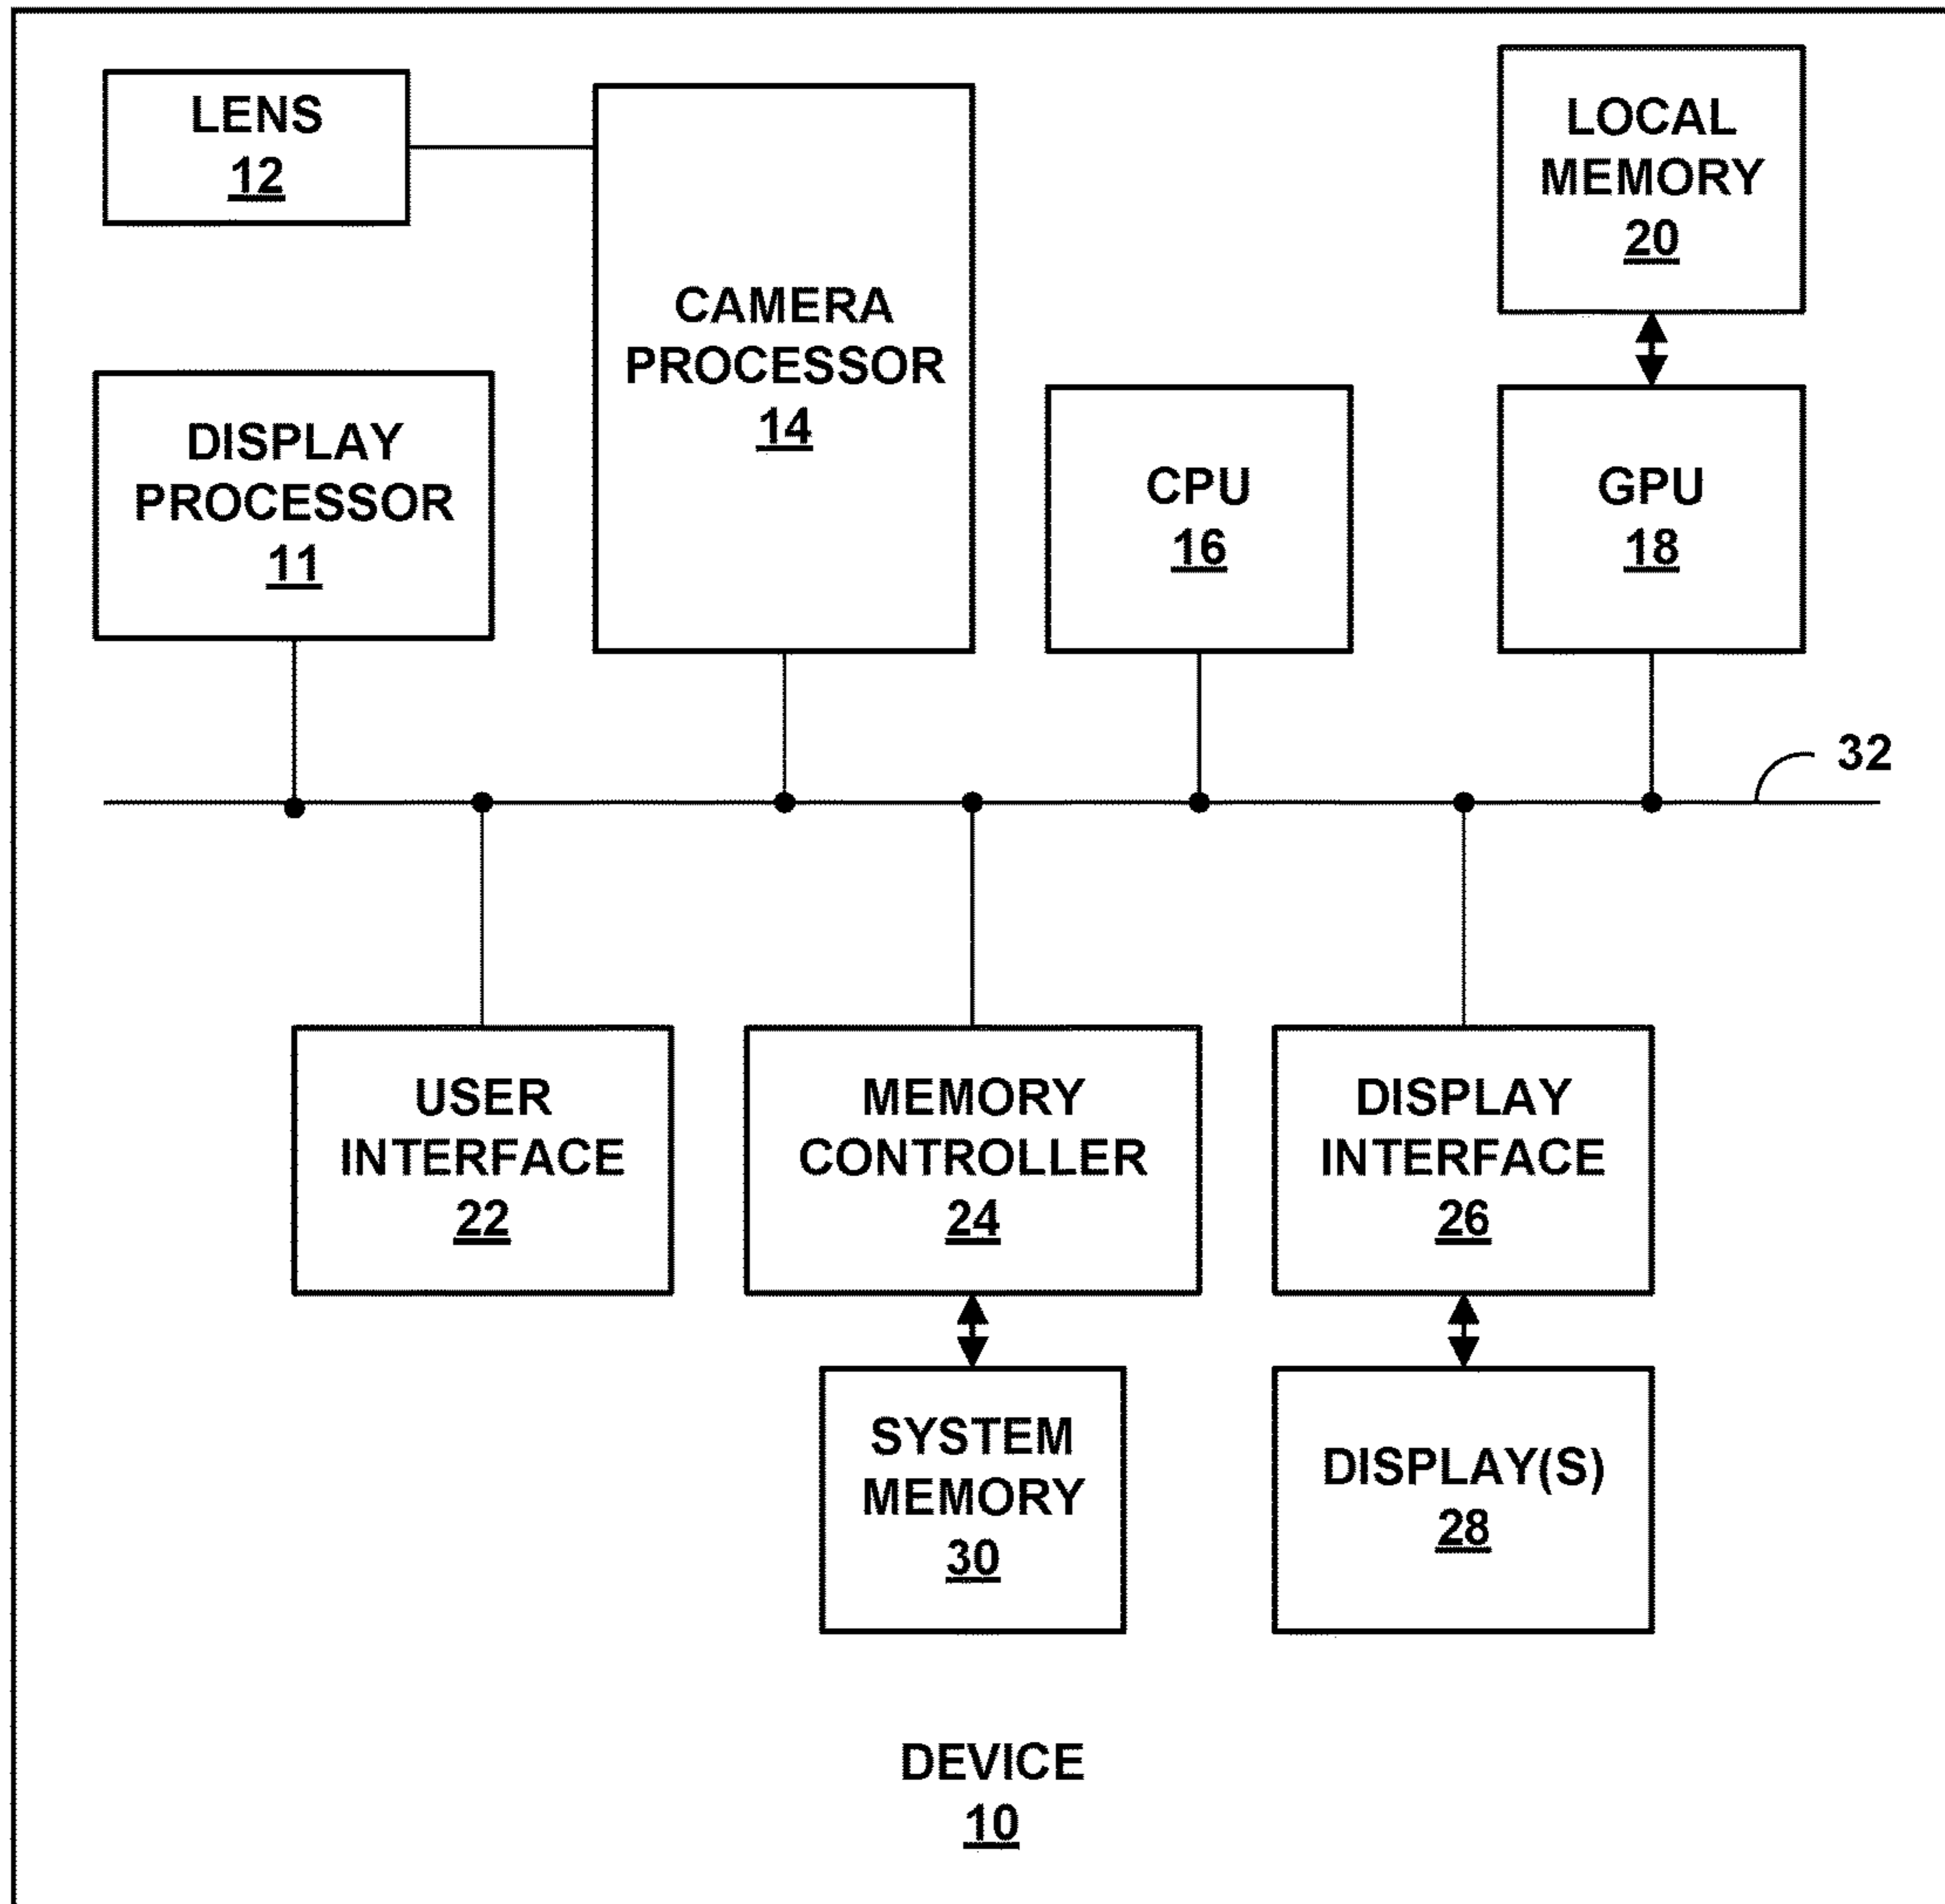 LENS
12
LOCAL
MEMORY
20
CAMERA
PROCESSOR
14
DISPLAY
PROCESSOR
11
CPU
16
GPU
18
32
USER
INTERFACE
22
MEMORY
CONTROLLER
24
DISPLAY
INTERFACE
26
SYSTEM
MEMORY
30
DISPLAY(S)
28
DEVICE
10